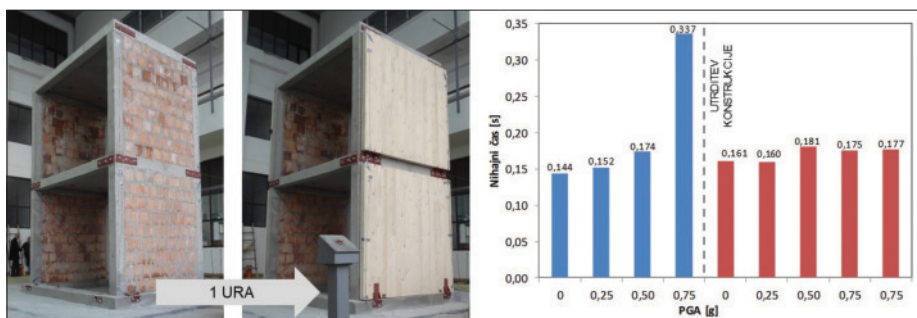 1 URA
Nihajni čas [s]
0,35
0,30
0,25
0,20
0,15
0,10
0,05
0,00
0,144
0,152
0,174
0,337
UTRDITEV
KONSTRUKCIJE
0,161
0,160
0,181
0,175
0,177
0 0,25 0,50 0,75 0 0,25 0,50 0,75 0,75
PGA [g]